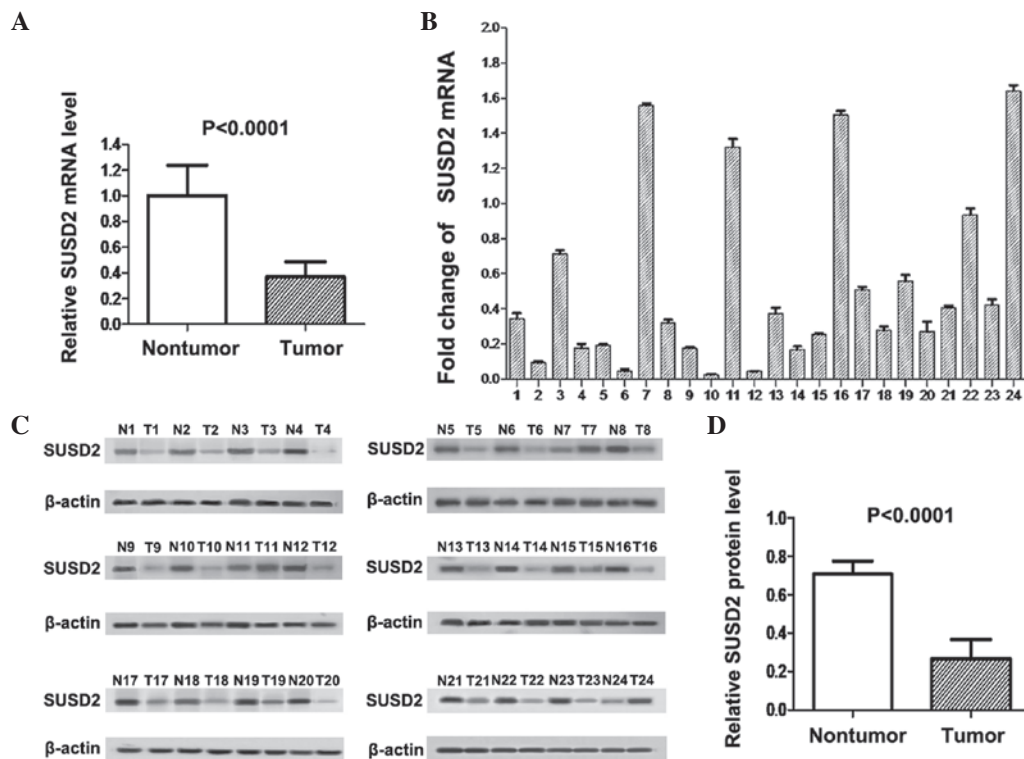 A
Relative SUSD2 mRNA level
P<0.0001
1.4
1.2
1.0
0.8
0.6
0.4
0.2
0.0
Nontumor Tumor
B
Fold change of SUSD2 mRNA
2.0
1.8
1.6
1.4
1.2
1.0
0.8
0.6
0.4
0.2
0.0
1 2 3 4 5 6 7 8 9 10 11 12 13 14 15 16 17 18 19 20 21 22 23 24
C
N1 T1 N2 T2 N3 T3 N4 T4
SUSD2
β-actin
N5 T5 N6 T6 N7 T7 N8 T8
SUSD2
β-actin
N9 T9 N10 T10 N11 T11 N12 T12
SUSD2
β-actin
N13 T13 N14 T14 N15 T15 N16 T16
SUSD2
β-actin
N17 T17 N18 T18 N19 T19 N20 T20
SUSD2
β-actin
N21 T21 N22 T22 N23 T23 N24 T24
SUSD2
β-actin
D
Relative SUSD2 protein level
P<0.0001
1.0
0.8
0.6
0.4
0.2
0.0
Nontumor Tumor